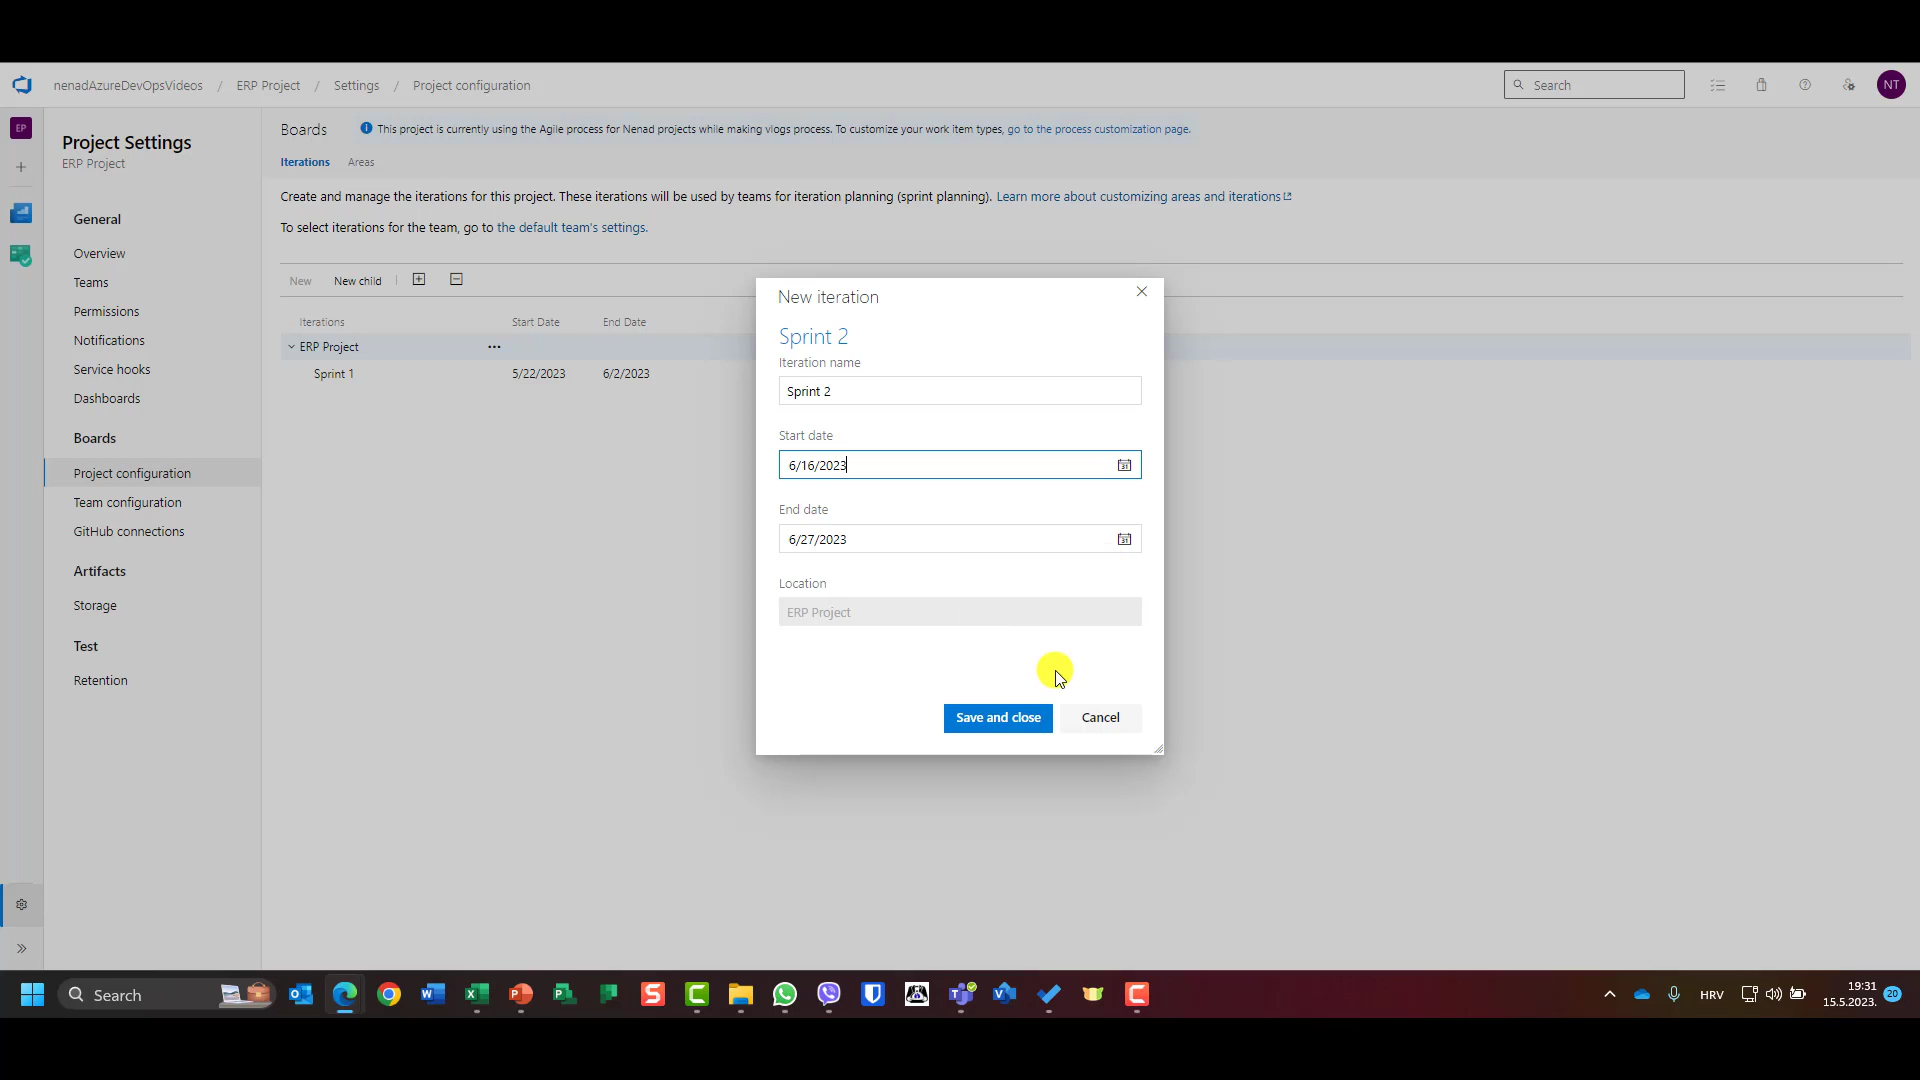 nenadAzureDevOpsVideos / ERP Project / Settings / Project configuration
Search
NT
EP
Project Settings
ERP Project
General
Overview
Teams
Permissions
Notifications
Service hooks
Dashboards
Boards
Project configuration
Team configuration
GitHub connections
Artifacts
Storage
Test
Retention
Boards
This project is currently using the Agile process for Nenad projects while making vlogs process. To customize your work item types, go to the process customization page.
Iterations Areas
Create and manage the iterations for this project. These iterations will be used by teams for iteration planning (sprint planning). Learn more about customizing areas and iterations
To select iterations for the team, go to the default team's settings.
New New child
Iterations Start Date End Date
ERP Project
Sprint 1 5/22/2023 6/2/2023
New iteration
Sprint 2
Iteration name
Sprint 2
Start date
6/16/2023
End date
6/27/2023
Location
ERP Project
Save and close Cancel
Search
HRV
19:31
15.5.2023.
20